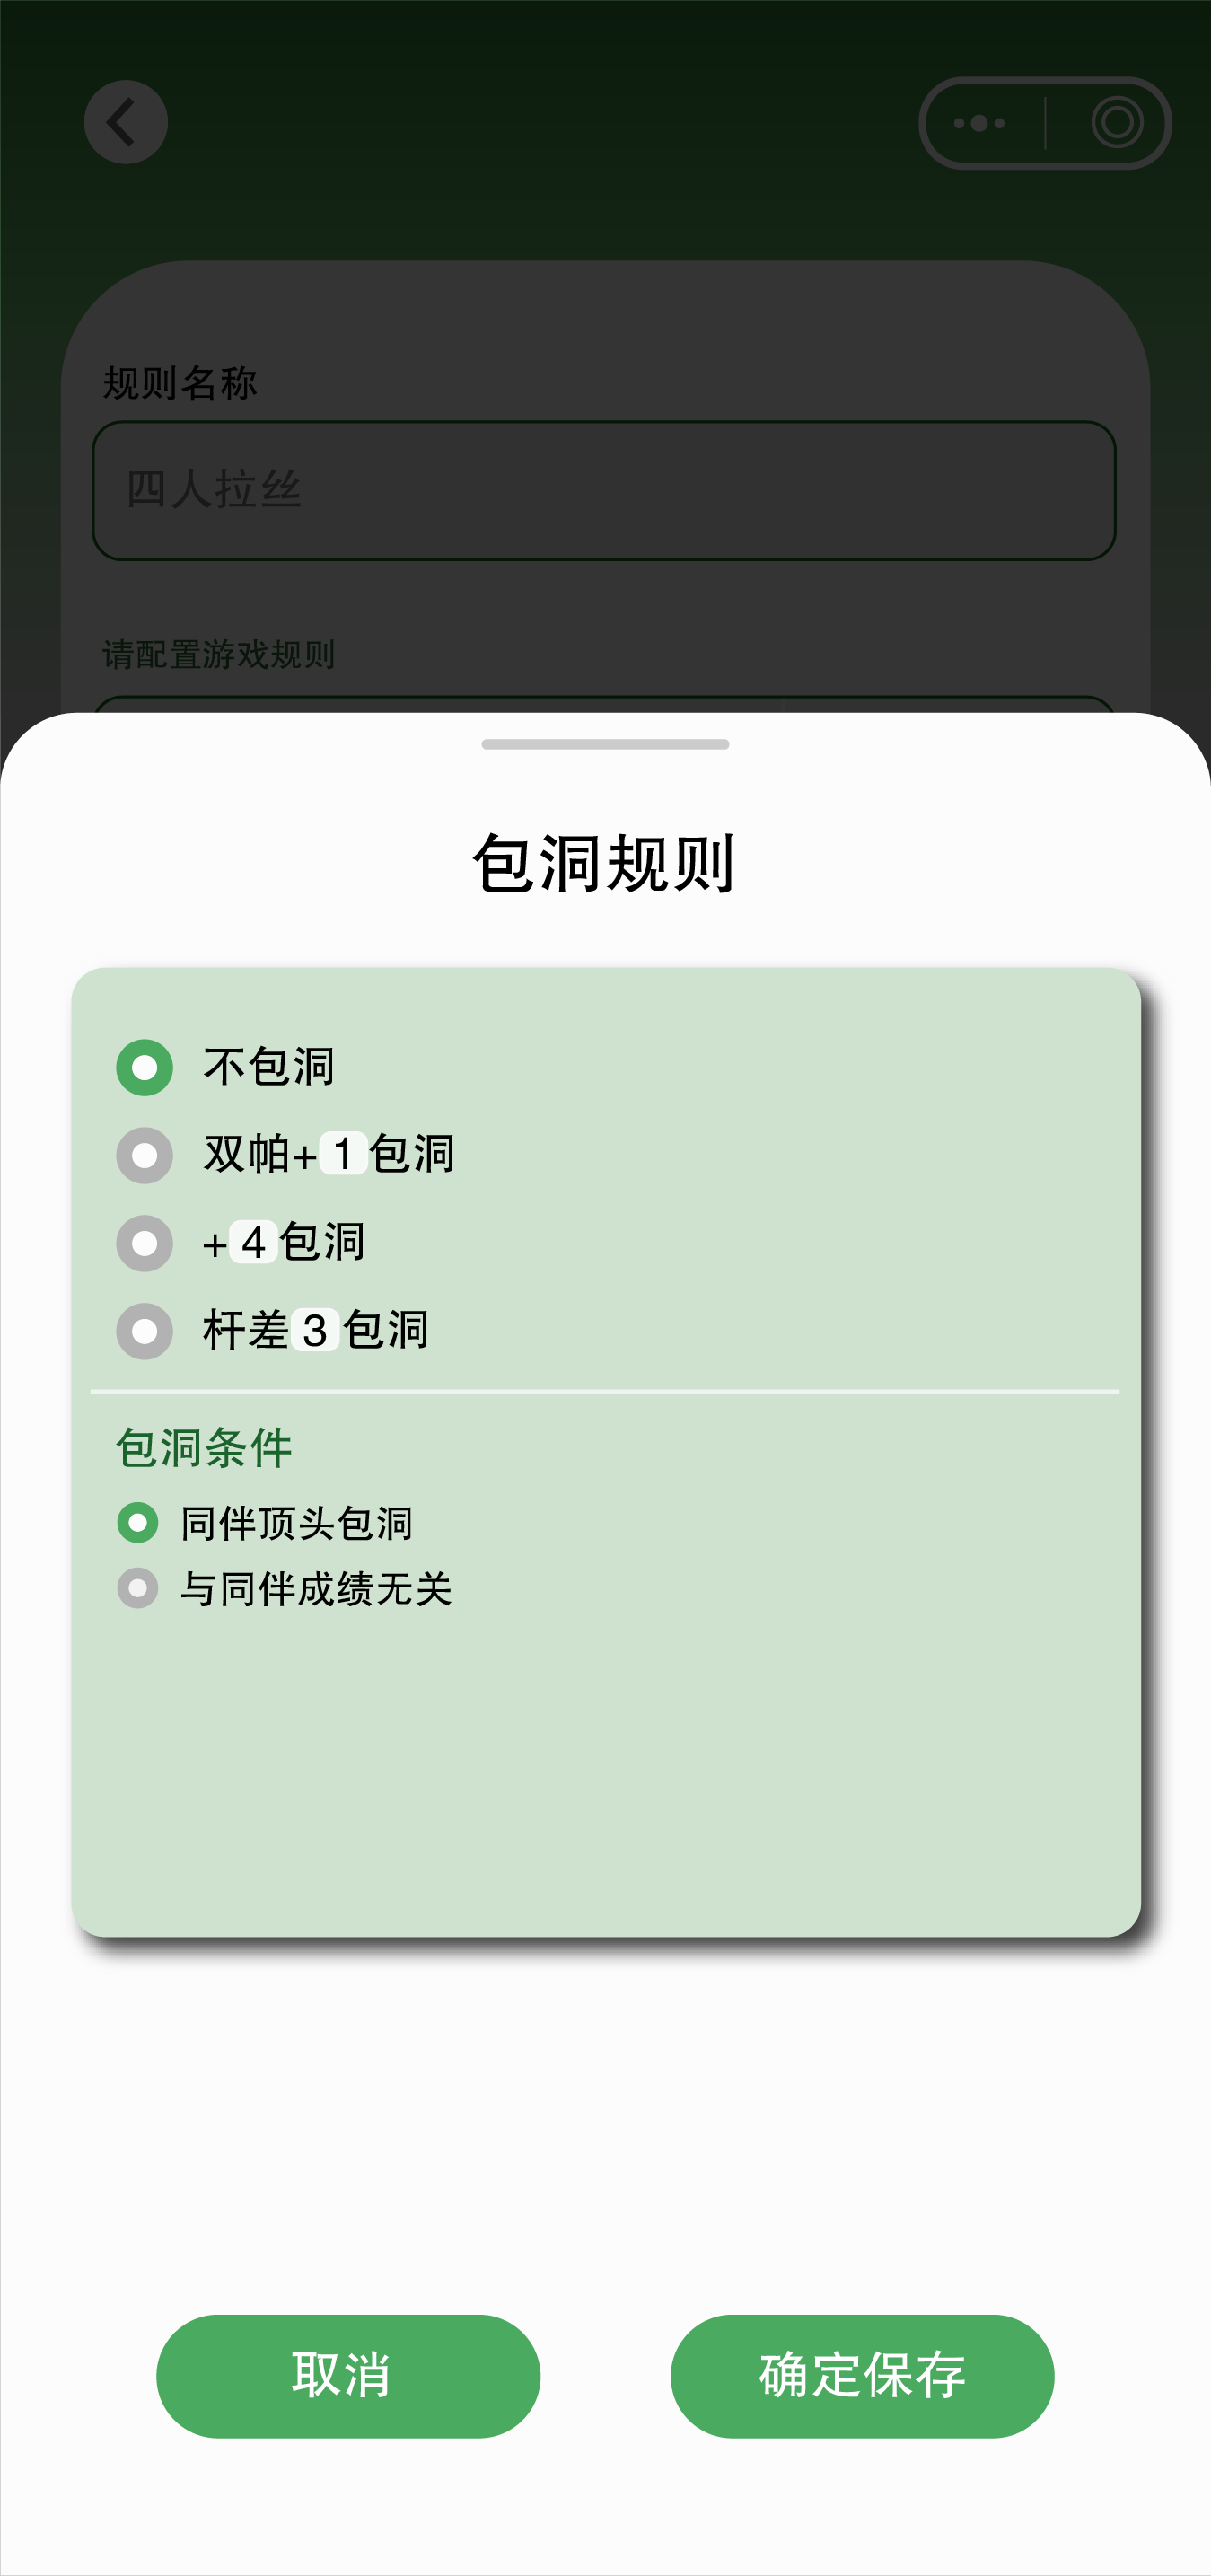 规则名称
四人拉丝
请配置游戏规则
包洞规则
不包洞
双帕+1包洞
+4包洞
杆差3包洞
包洞条件
同伴顶头包洞
与同伴成绩无关
取消
确定保存